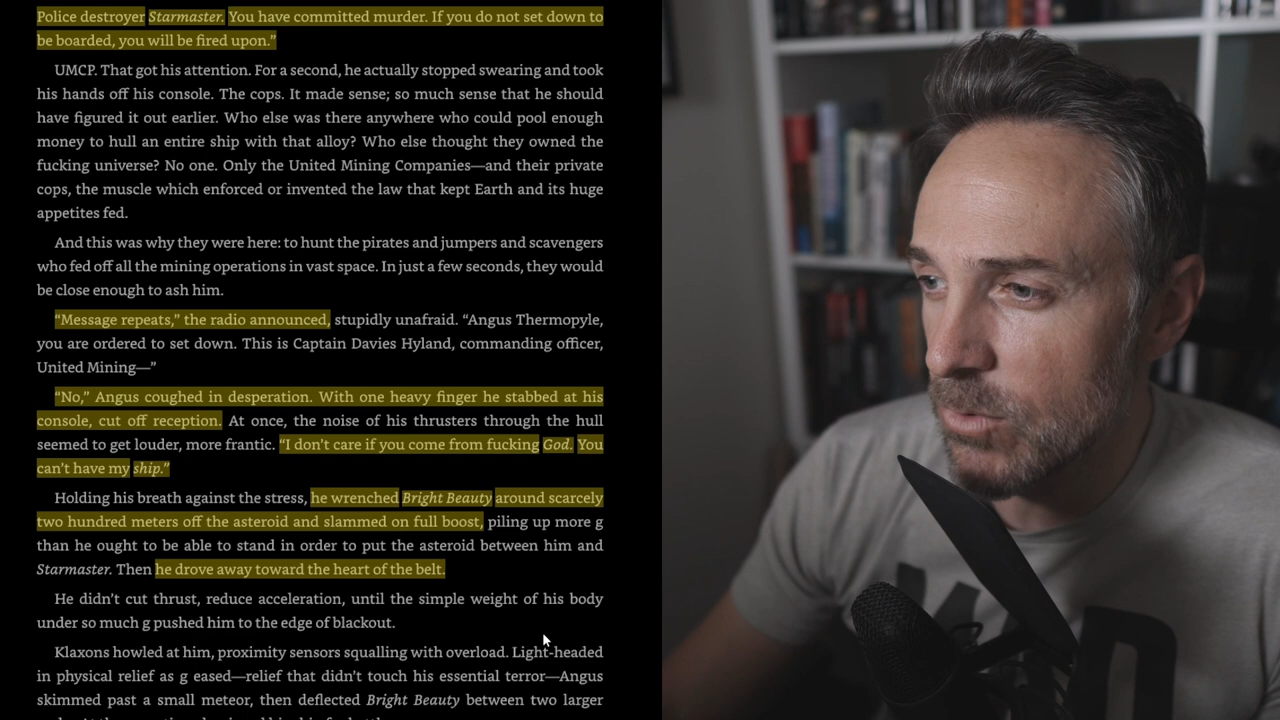 Police destroyer Starmaster. You have committed murder. If you do not set down to
be boarded, you will be fired upon.”
UMCP. That got his attention. For a second, he actually stopped swearing and took
his hands off his console. The cops. It made sense; so much sense that he should
have figured it out earlier. Who else was there anywhere who could pool enough
money to hull an entire ship with that alloy? Who else thought they owned the
fucking universe? No one. Only the United Mining Companies—and their private
cops, the muscle which enforced or invented the law that kept Earth and its huge
appetites fed.
And this was why they were here: to hunt the pirates and jumpers and scavengers
who fed off all the mining operations in vast space. In just a few seconds, they would
be close enough to ash him.
“Message repeats,” the radio announced, stupidly unafraid. “Angus Thermopyle,
you are ordered to set down. This is Captain Davies Hyland, commanding officer,
United Mining—”
“No,” Angus coughed in desperation. With one heavy finger he stabbed at his
console, cut off reception. At once, the noise of his thrusters through the hull
seemed to get louder, more frantic. “I don’t care if you come from fucking God. You
can’t have my ship.”
Holding his breath against the stress, he wrenched Bright Beauty around scarcely
two hundred meters off the asteroid and slammed on full boost, piling up more g
than he ought to be able to stand in order to put the asteroid between him and
Starmaster. Then he drove away toward the heart of the belt.
He didn’t cut thrust, reduce acceleration, until the simple weight of his body
under so much g pushed him to the edge of blackout.
Klaxons howled at him, proximity sensors squalling with overload. Light-headed
in physical relief as g eased—relief that didn’t touch his essential terror—Angus
skimmed past a small meteor, then deflected Bright Beauty between two larger